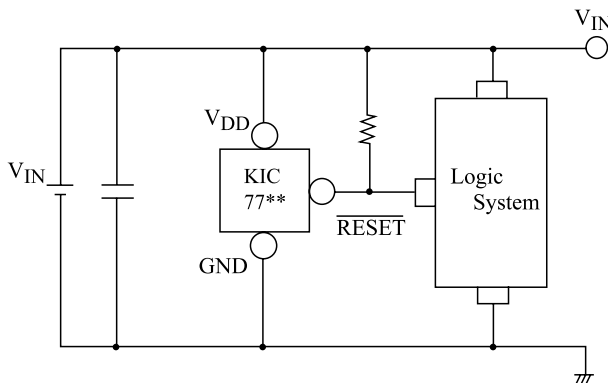 VIN
VDD
VIN
KIC
77**
Logic
System
RESET
GND